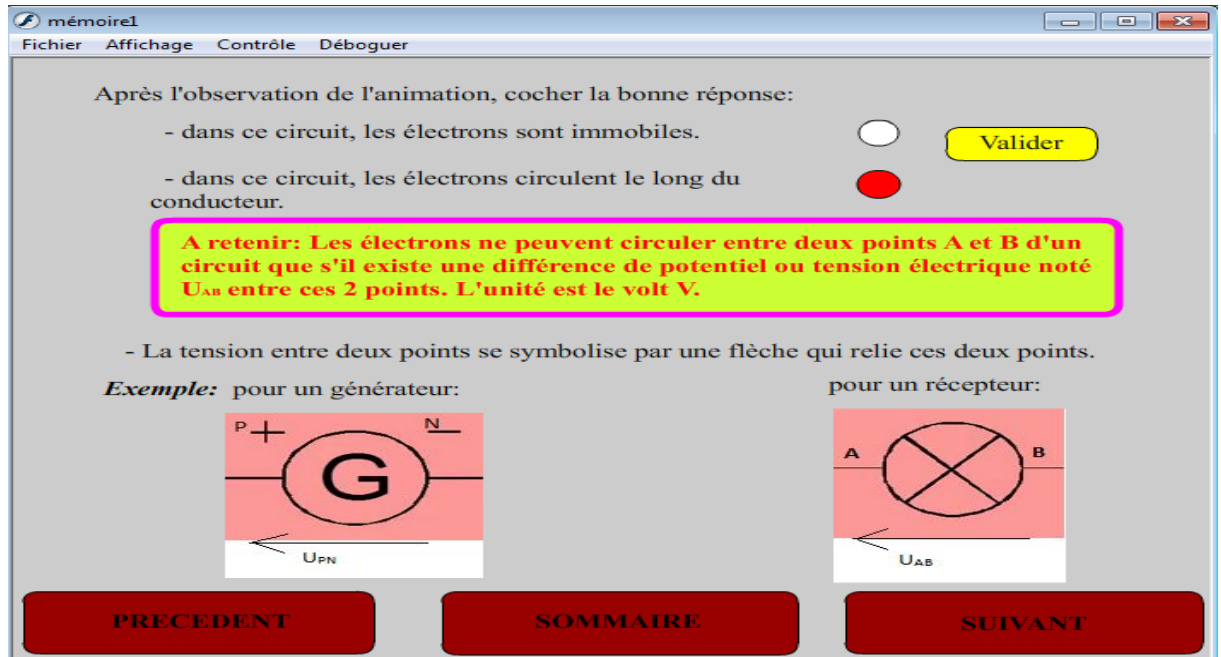 mémoire1
Fichier Affichage Contrôle Déboguer
Après l'observation de l'animation, cocher la bonne réponse:
- dans ce circuit, les électrons sont immobiles.
Valider
- dans ce circuit, les électrons circulent le long du
conducteur.
A retenir: Les électrons ne peuvent circuler entre deux points A et B d'un
circuit que s'il existe une différence de potentiel ou tension électrique noté
UAB entre ces 2 points. L'unité est le volt V.
- La tension entre deux points se symbolise par une flèche qui relie ces deux points.
Exemple: pour un générateur:
pour un récepteur:
P + N −
G
UPN
A B
UAB
PRECEDENT SOMMAIRE SUIVANT